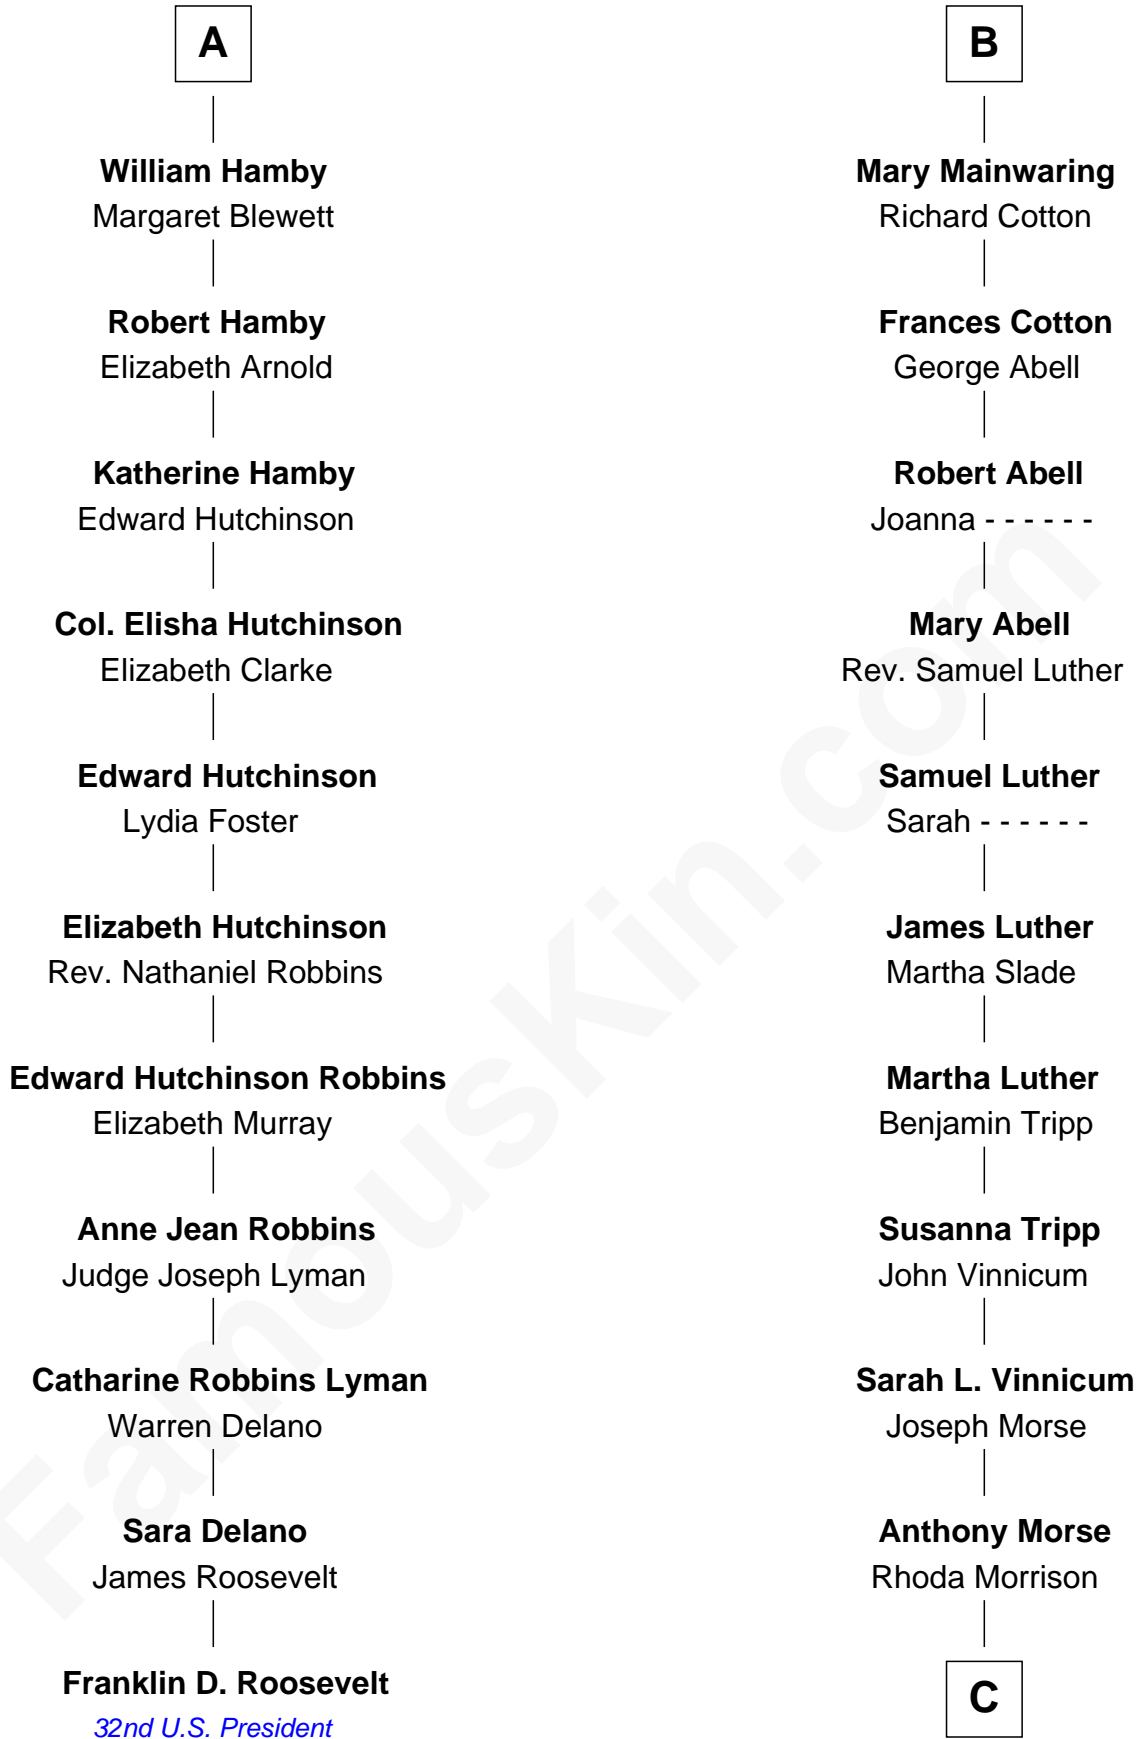 A
William Hamby
Margaret Blewett
Robert Hamby
Elizabeth Arnold
Katherine Hamby
Edward Hutchinson
Col. Elisha Hutchinson
Elizabeth Clarke
Edward Hutchinson
Lydia Foster
Elizabeth Hutchinson
Rev. Nathaniel Robbins
Edward Hutchinson Robbins
Elizabeth Murray
Anne Jean Robbins
Judge Joseph Lyman
Catharine Robbins Lyman
Warren Delano
Sara Delano
James Roosevelt
Franklin D. Roosevelt
32nd U.S. President
B
Mary Mainwaring
Richard Cotton
Frances Cotton
George Abell
Robert Abell
Joanna - - - - - -
Mary Abell
Rev. Samuel Luther
Samuel Luther
Sarah - - - - - -
James Luther
Martha Slade
Martha Luther
Benjamin Tripp
Susanna Tripp
John Vinnicum
Sarah L. Vinnicum
Joseph Morse
Anthony Morse
Rhoda Morrison
C
FamousKin.com